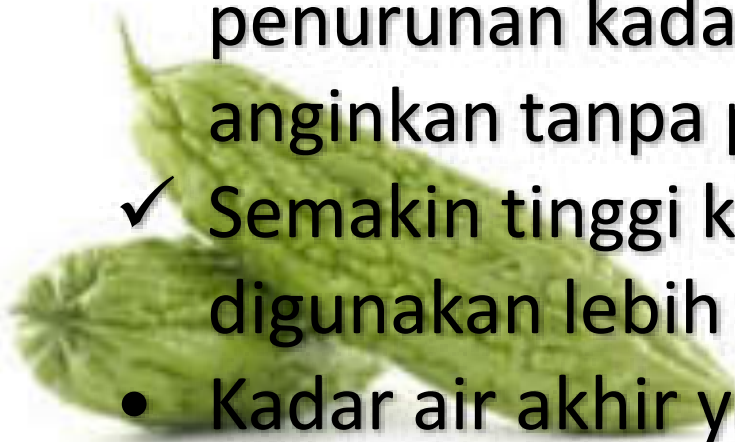 penurunan kada
anginkan tanpa p
✓ Semakin tinggi k
digunakan lebih
• Kadar air akhir y